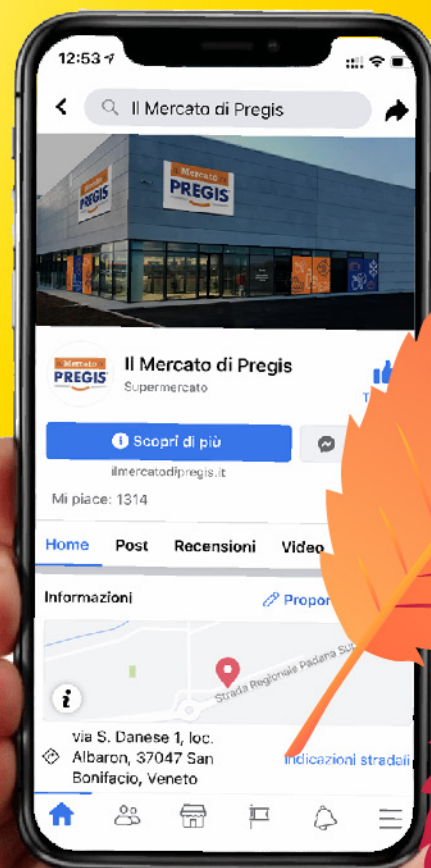 12:53
Il Mercato di Pregis
Mercato
PREGIS
Mercato
PREGIS
Mercato
PREGIS
Il Mercato di Pregis
Supermercato
Scopri di più
ilmercatodipregis.it
Mi piace: 1314
Home Post Recensioni Video
Informazioni
Strada Regionale Padana
via S. Danese 1, loc.
Albaron, 37047 San
Bonifacio, Veneto
Indicazioni stradali